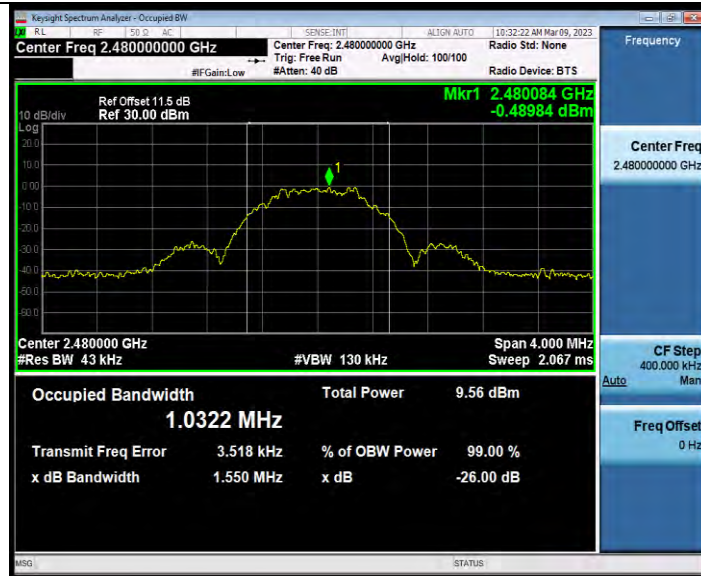 Keysight Spectrum Analyzer - Occupied BW
LXI RL RF 50 Ω AC SENSE:INT ALIGN AUTO 10:32:22 AM Mar 09, 2023
Center Freq 2.480000000 GHz
Center Freq: 2.480000000 GHz
Radio Std: None
Trig: Free Run Avg|Hold: 100/100
#IFGain:Low #Atten: 40 dB Radio Device: BTS
Frequency
Ref Offset 11.5 dB
10 dB/div Ref 30.00 dBm
Mkr1 2.480084 GHz
-0.48984 dBm
Log
20.0
10.0
0.00
-10.0
-20.0
-30.0
-40.0
-50.0
-60.0
1
Center 2.480000 GHz Span 4.000 MHz
#Res BW 43 kHz #VBW 130 kHz Sweep 2.067 ms
Center Freq
2.480000000 GHz
CF Step
400.000 kHz
Auto Man
Freq Offset
0 Hz
Occupied Bandwidth Total Power 9.56 dBm
1.0322 MHz
Transmit Freq Error 3.518 kHz % of OBW Power 99.00 %
x dB Bandwidth 1.550 MHz x dB -26.00 dB
MSG STATUS